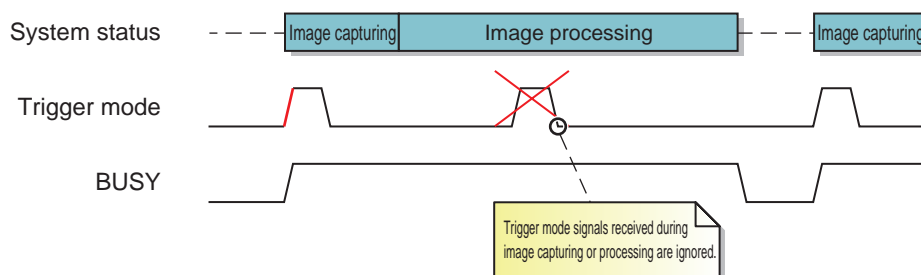 System status
Image capturing
Image processing
Image capturing
Trigger mode
BUSY
Trigger mode signals received during
image capturing or processing are ignored.